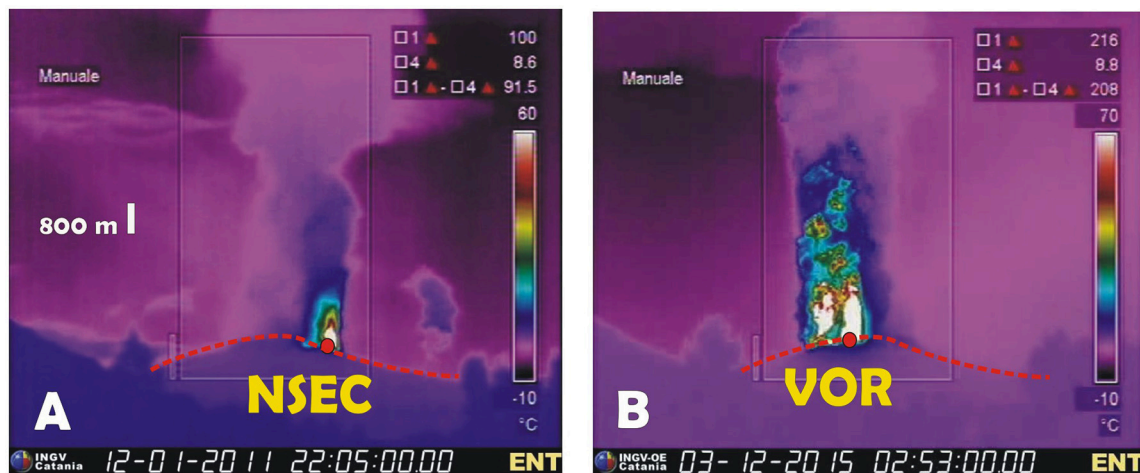 Manuale
□1 ▲ 100
□4 ▲ 8.6
□1 ▲ - □4 ▲ 91.5
60
800 m
-10
°C
A
NSEC
INGV
Catania
12-01-2011 22:05:00.00
ENT
Manuale
□1 ▲ 216
□4 ▲ 8.8
□1 ▲ - □4 ▲ 208
70
-10
°C
B
VOR
INGV-OE
Catania
03-12-2015 02:53:00.00
ENT